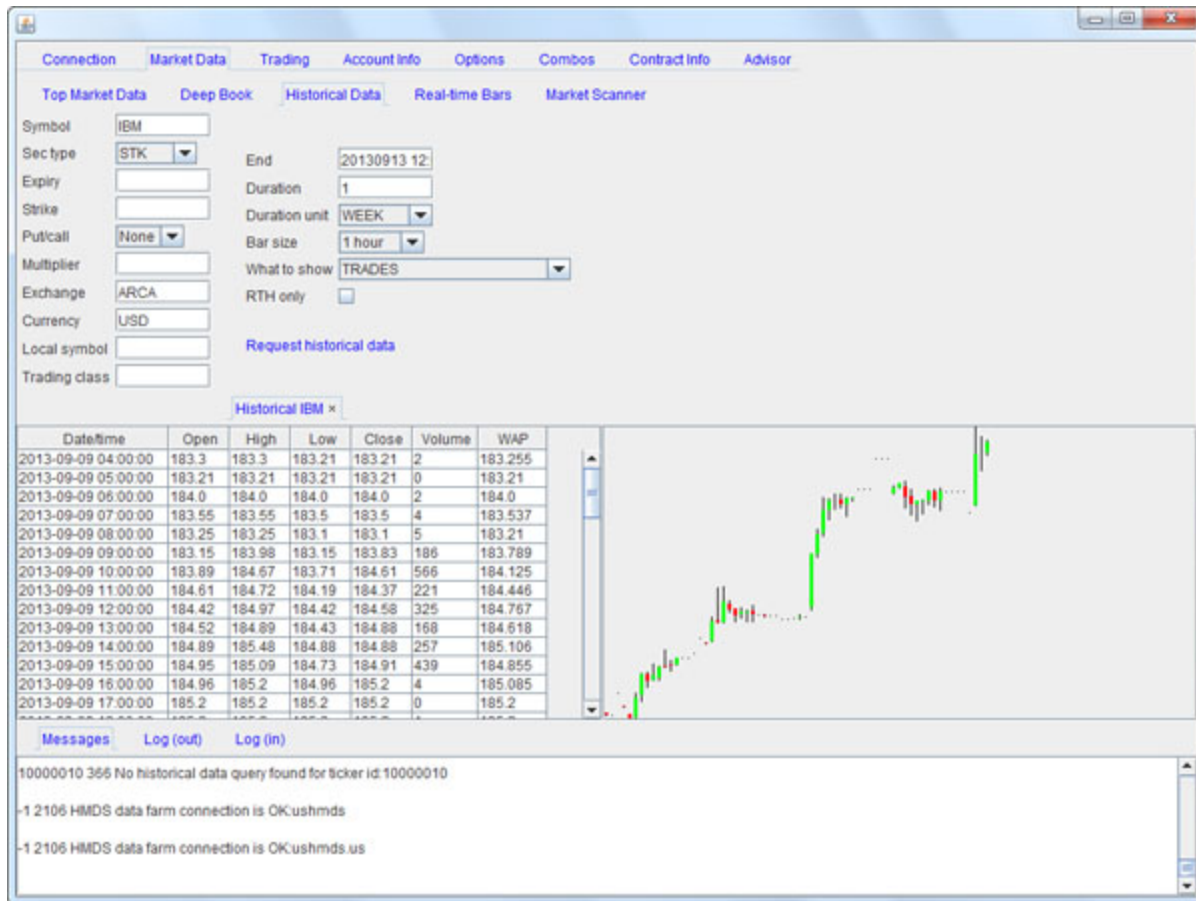 Connection Market Data Trading Account Info Options Combos Contract Info Advisor
Top Market Data Deep Book Historical Data Real-time Bars Market Scanner
Symbol IBM
Sec type STK
Expiry
Strike
Put/call None
Multiplier
Exchange ARCA
Currency USD
Local symbol
Trading class
End 20130913 12:
Duration 1
Duration unit WEEK
Bar size 1 hour
What to show TRADES
RTH only
Request historical data
Historical IBM ×
Date/time Open High Low Close Volume WAP
2013-09-09 04:00:00 183.3 183.3 183.21 183.21 2 183.255
2013-09-09 05:00:00 183.21 183.21 183.21 183.21 0 183.21
2013-09-09 06:00:00 184.0 184.0 184.0 184.0 2 184.0
2013-09-09 07:00:00 183.55 183.55 183.5 183.5 4 183.537
2013-09-09 08:00:00 183.25 183.25 183.1 183.1 5 183.21
2013-09-09 09:00:00 183.15 183.98 183.15 183.83 186 183.789
2013-09-09 10:00:00 183.89 184.67 183.71 184.61 566 184.125
2013-09-09 11:00:00 184.61 184.72 184.19 184.37 221 184.446
2013-09-09 12:00:00 184.42 184.97 184.42 184.58 325 184.767
2013-09-09 13:00:00 184.52 184.89 184.43 184.88 168 184.618
2013-09-09 14:00:00 184.89 185.48 184.88 184.88 257 185.106
2013-09-09 15:00:00 184.95 185.09 184.73 184.91 439 184.855
2013-09-09 16:00:00 184.96 185.2 184.96 185.2 4 185.085
2013-09-09 17:00:00 185.2 185.2 185.2 185.2 0 185.2
Messages Log (out) Log (in)
10000010 366 No historical data query found for ticker id:10000010
-1 2106 HMDS data farm connection is OK:ushmds
-1 2106 HMDS data farm connection is OK:ushmds.us